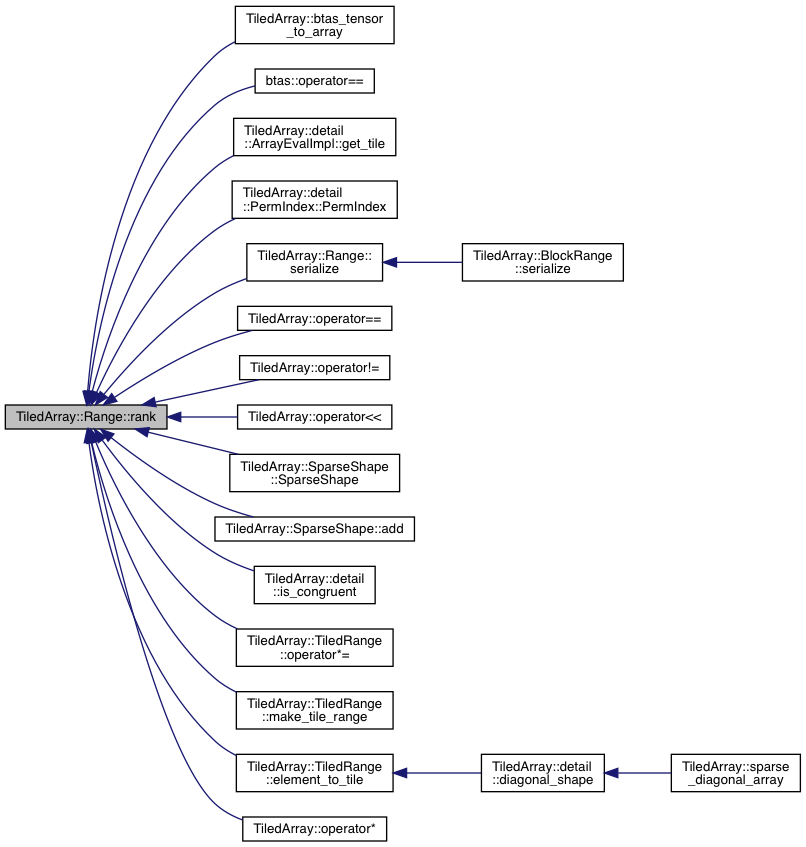 TiledArray::btas_tensor
_to_array
btas::operator==
TiledArray::detail
::ArrayEvalImpl::get_tile
TiledArray::detail
::PermIndex::PermIndex
TiledArray::Range::
serialize
TiledArray::BlockRange
::serialize
TiledArray::operator==
TiledArray::operator!=
TiledArray::Range::rank
TiledArray::operator<<
TiledArray::SparseShape
::SparseShape
TiledArray::SparseShape::add
TiledArray::detail
::is_congruent
TiledArray::TiledRange
::operator*=
TiledArray::TiledRange
::make_tile_range
TiledArray::TiledRange
::element_to_tile
TiledArray::detail
::diagonal_shape
TiledArray::sparse
_diagonal_array
TiledArray::operator*